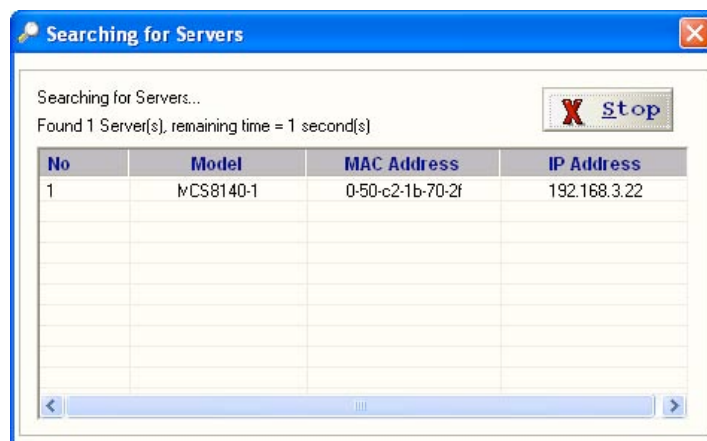 Searching for Servers
Searching for Servers...
Found 1 Server(s), remaining time = 1 second(s)
Stop
No Model MAC Address IP Address
1 IvCS8140-1 0-50-c2-1b-70-2f 192.168.3.22